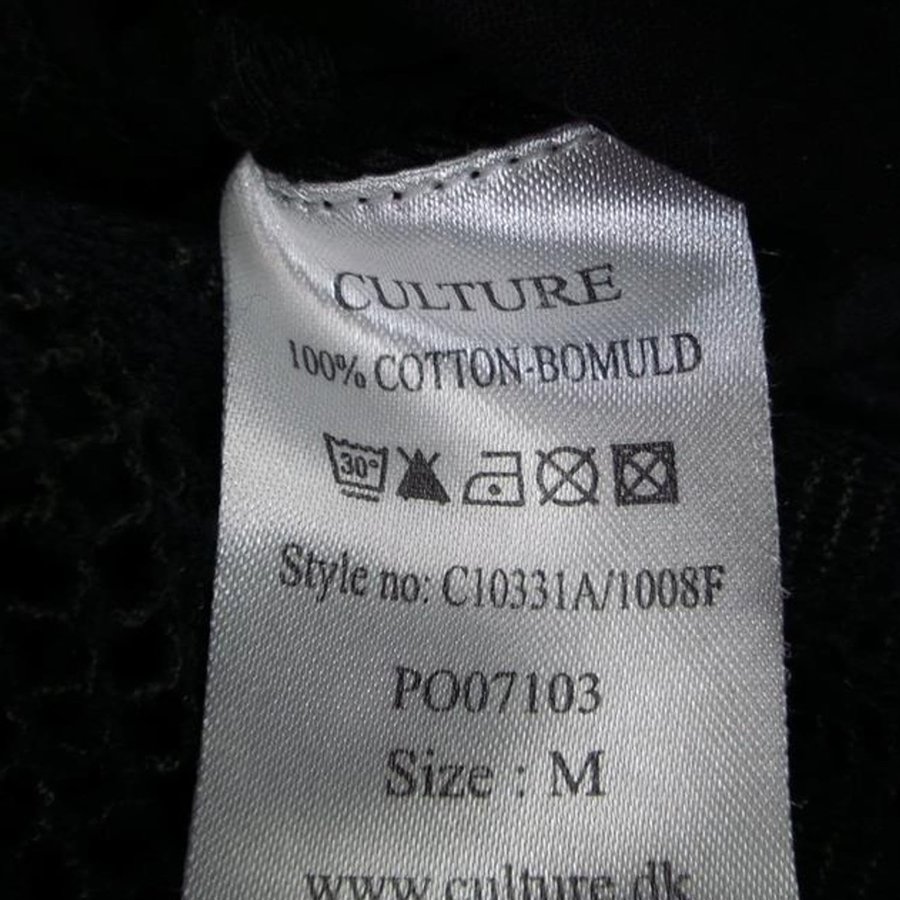 CULTURE
100% COTTON-BOMULD
30°
Style no: C10331A/1008F
PO07103
Size : M
www.culture.dk